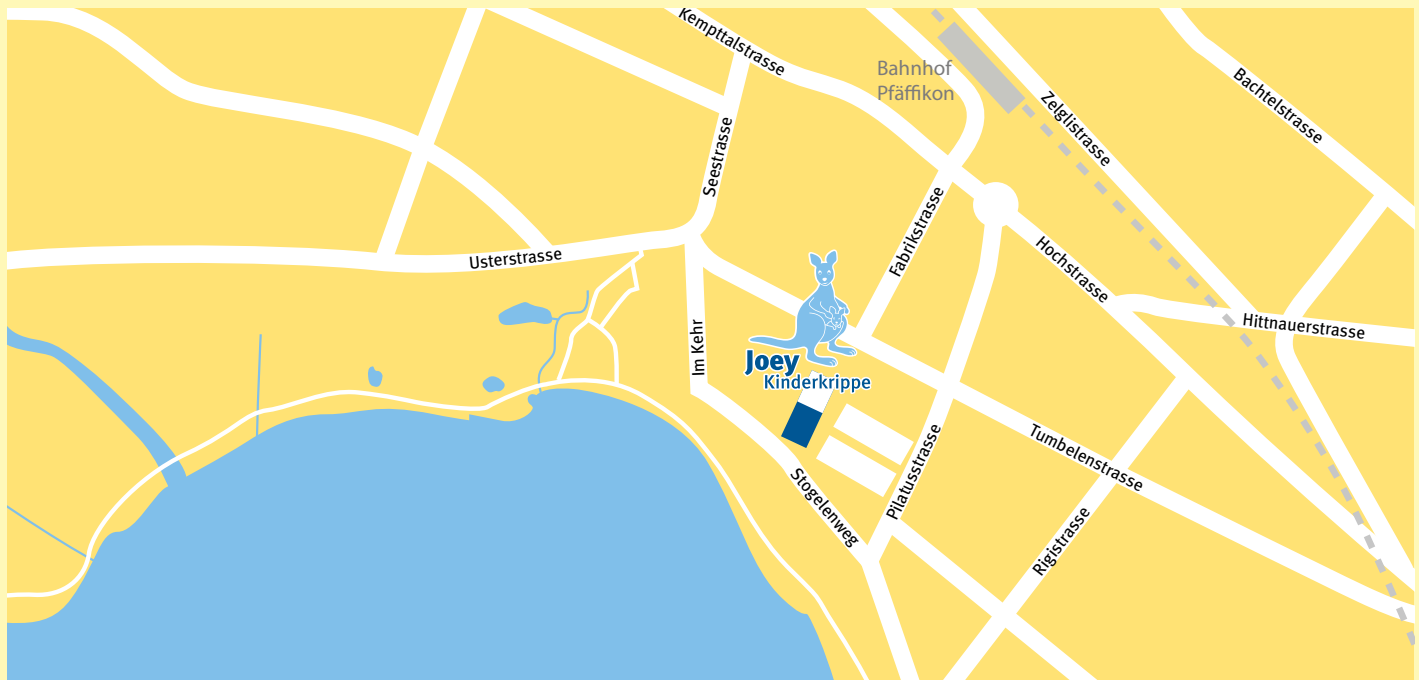 Kempttalstrasse
Bahnhof
Pfäffikon
Zelglistrasse
Bachtelstrasse
Seestrasse
Fabrikstrasse
Usterstrasse
Hochstrasse
Hittnauerstrasse
Im Kehr
Joey
Kinderkrippe
Tumbelenstrasse
Pilatusstrasse
Stogelenweg
Rigistrasse